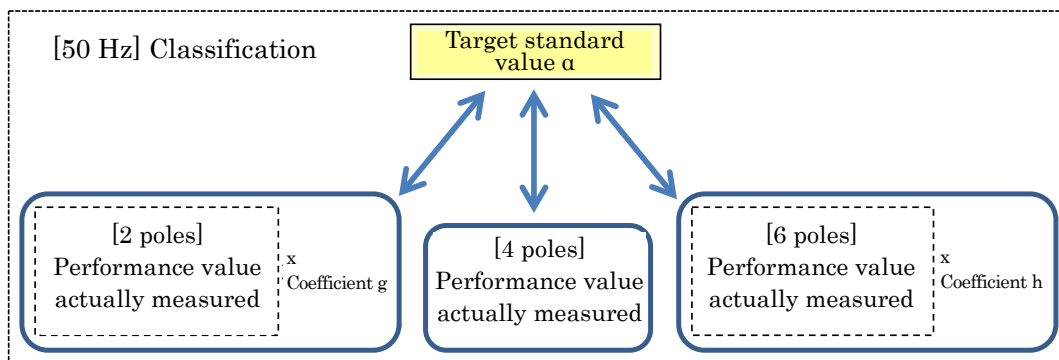 [50 Hz] Classification
Target standard
value α
[2 poles]
Performance value
actually measured
x
Coefficient g
[4 poles]
Performance value
actually measured
[6 poles]
Performance value
actually measured
x
Coefficient h